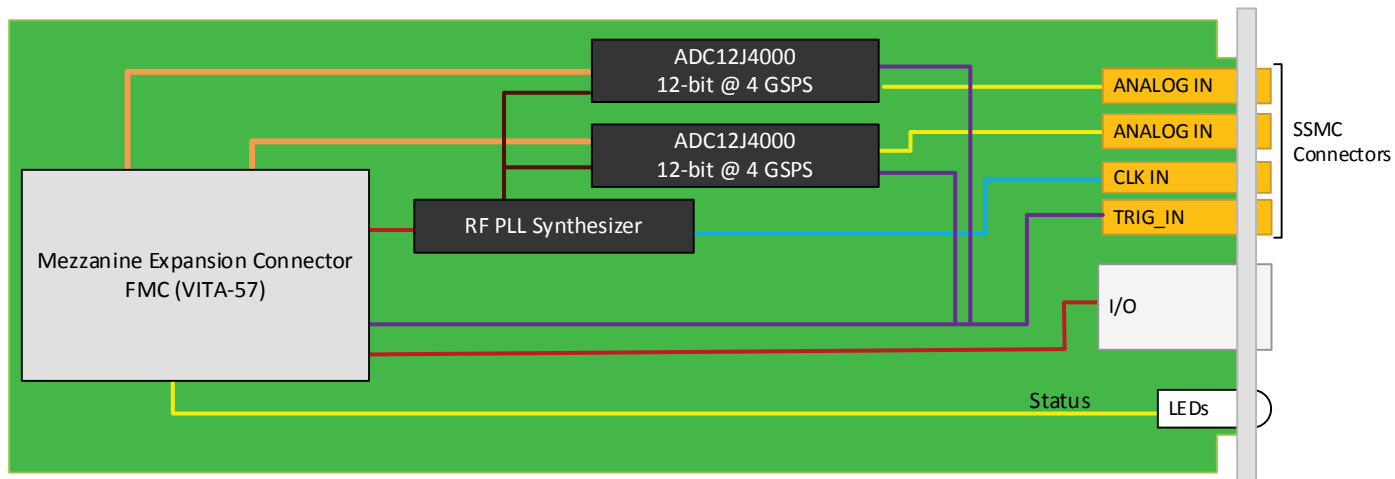 ADC12J4000
12-bit @ 4 GSPS
ANALOG IN
ADC12J4000
12-bit @ 4 GSPS
ANALOG IN
SSMC
Connectors
CLK IN
TRIG_IN
RF PLL Synthesizer
Mezzanine Expansion Connector
FMC (VITA-57)
I/O
Status
LEDs